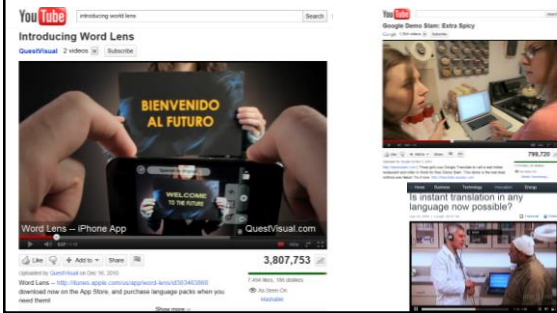 YouTube
introducing world lens
Search
Introducing Word Lens
QuestVisual 2 videos Subscribe
BIENVENIDO
AL FUTURO
WELCOME
TO THE FUTURE
Word Lens -- iPhone App
QuestVisual.com
Like
Add to
Share
3,807,753
Uploaded by QuestVisual on Dec 16, 2010
Word Lens -- http://itunes.apple.com/us/app/word-lens/id383463868
download now on the App Store, and purchase language packs when you
need them!
Show more
As Seen On:
Mashable
YouTube
Google Demo Slam: Extra Spicy
799,720
Home
Business
Technology
Innovation
Energy
Is instant translation in any
language now possible?